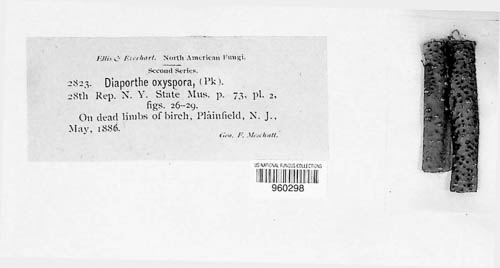 Ellis & Everhart. North American Fungi.
Second Series.
2823. Diaporthe oxyspora, (Pk).
28th Rep. N. Y. State Mus. p. 73, pl. 2,
figs. 26-29.
On dead limbs of birch, Plainfield, N. J.,
May, 1886.
Geo. F. Meschutt.
US NATIONAL FUNGUS COLLECTIONS
960298